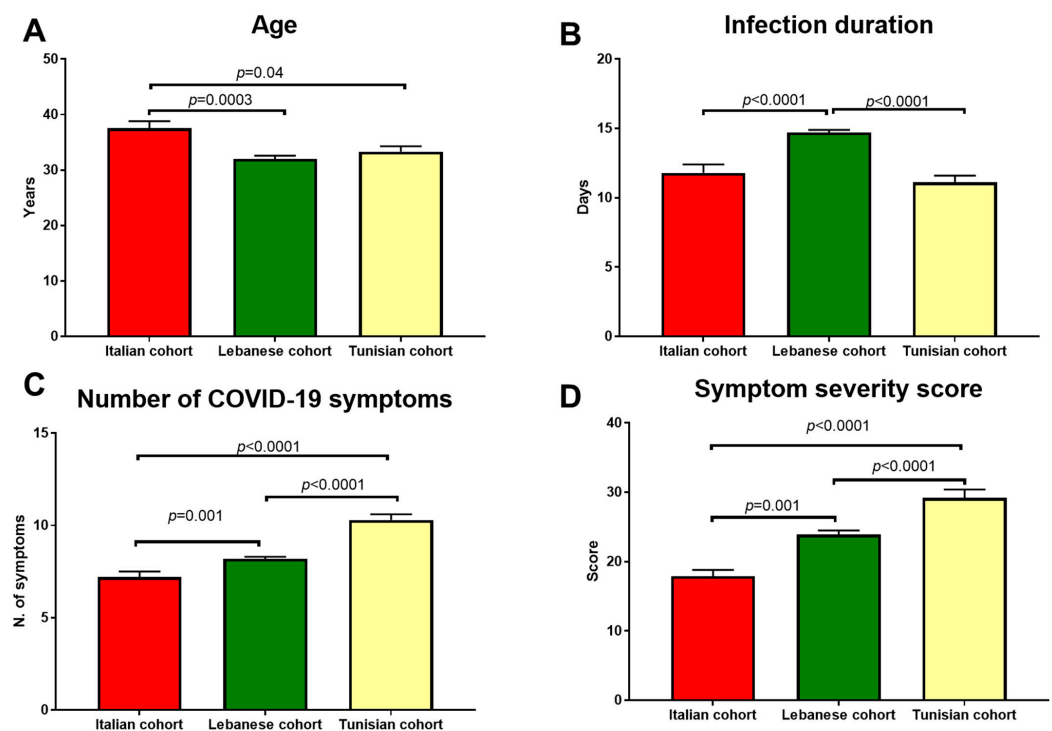 A
Age
50
40
30
20
10
0
Years
p=0.04
p=0.0003
Italian cohort
Lebanese cohort
Tunisian cohort
B
Infection duration
20
15
10
5
0
Days
p<0.0001
p<0.0001
Italian cohort
Lebanese cohort
Tunisian cohort
C
Number of COVID-19 symptoms
15
10
5
0
N. of symptoms
p<0.0001
p<0.0001
p=0.001
Italian cohort
Lebanese cohort
Tunisian cohort
D
Symptom severity score
40
30
20
10
0
Score
p<0.0001
p<0.0001
p=0.001
Italian cohort
Lebanese cohort
Tunisian cohort